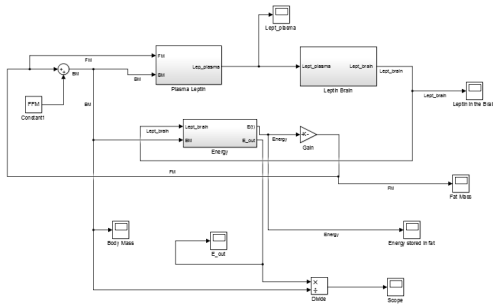 Lept_plasma
FM
FM
Lep_plasma
BM
BM
BM
Plasma Leptin
Lept_plasma
Lept_brain
Lept_brain
Leptin Brain
FFM
Constant1
BM
Lept_brain
Leptin in the Brain
Lept_brain
E(t)
BM
E_out
Energy
Energy
-K-
Gain
FM
FM
Fat Mass
Body Mass
Energy
Energy stored in fat
E_out
×
÷
Divide
Scope